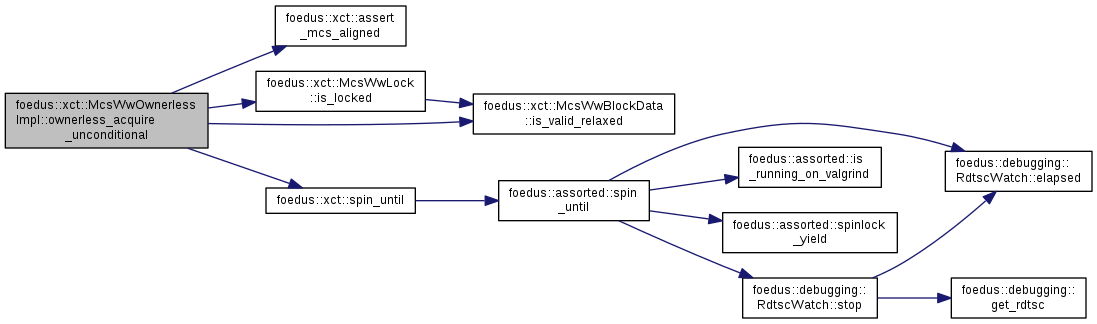 foedus::xct::assert
_mcs_aligned
foedus::xct::McsWwOwnerless
Impl::ownerless_acquire
_unconditional
foedus::xct::McsWwLock
::is_locked
foedus::xct::McsWwBlockData
::is_valid_relaxed
foedus::xct::spin_until
foedus::assorted::spin
_until
foedus::assorted::is
_running_on_valgrind
foedus::assorted::spinlock
_yield
foedus::debugging::
RdtscWatch::stop
foedus::debugging::
RdtscWatch::elapsed
foedus::debugging::
get_rdtsc